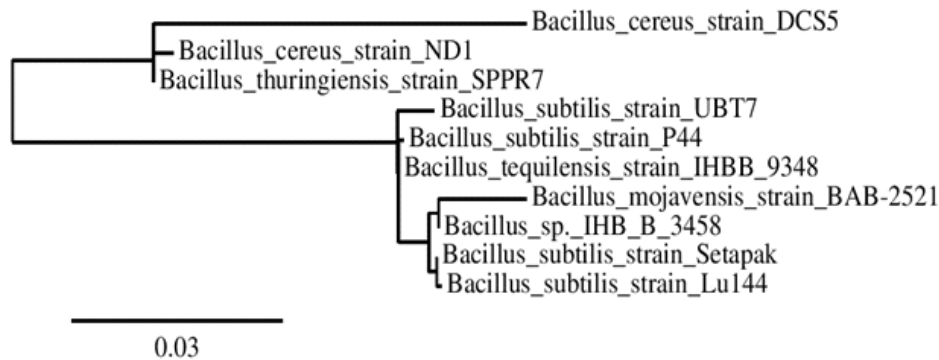 Bacillus_cereus_strain_DCS5
Bacillus_cereus_strain_ND1
Bacillus_thuringiensis_strain_SPPR7
Bacillus_subtilis_strain_UBT7
Bacillus_subtilis_strain_P44
Bacillus_tequilensis_strain_IHBB_9348
Bacillus_mojavensis_strain_BAB-2521
Bacillus_sp._IHB_B_3458
Bacillus_subtilis_strain_Setapak
Bacillus_subtilis_strain_Lu144
0.03